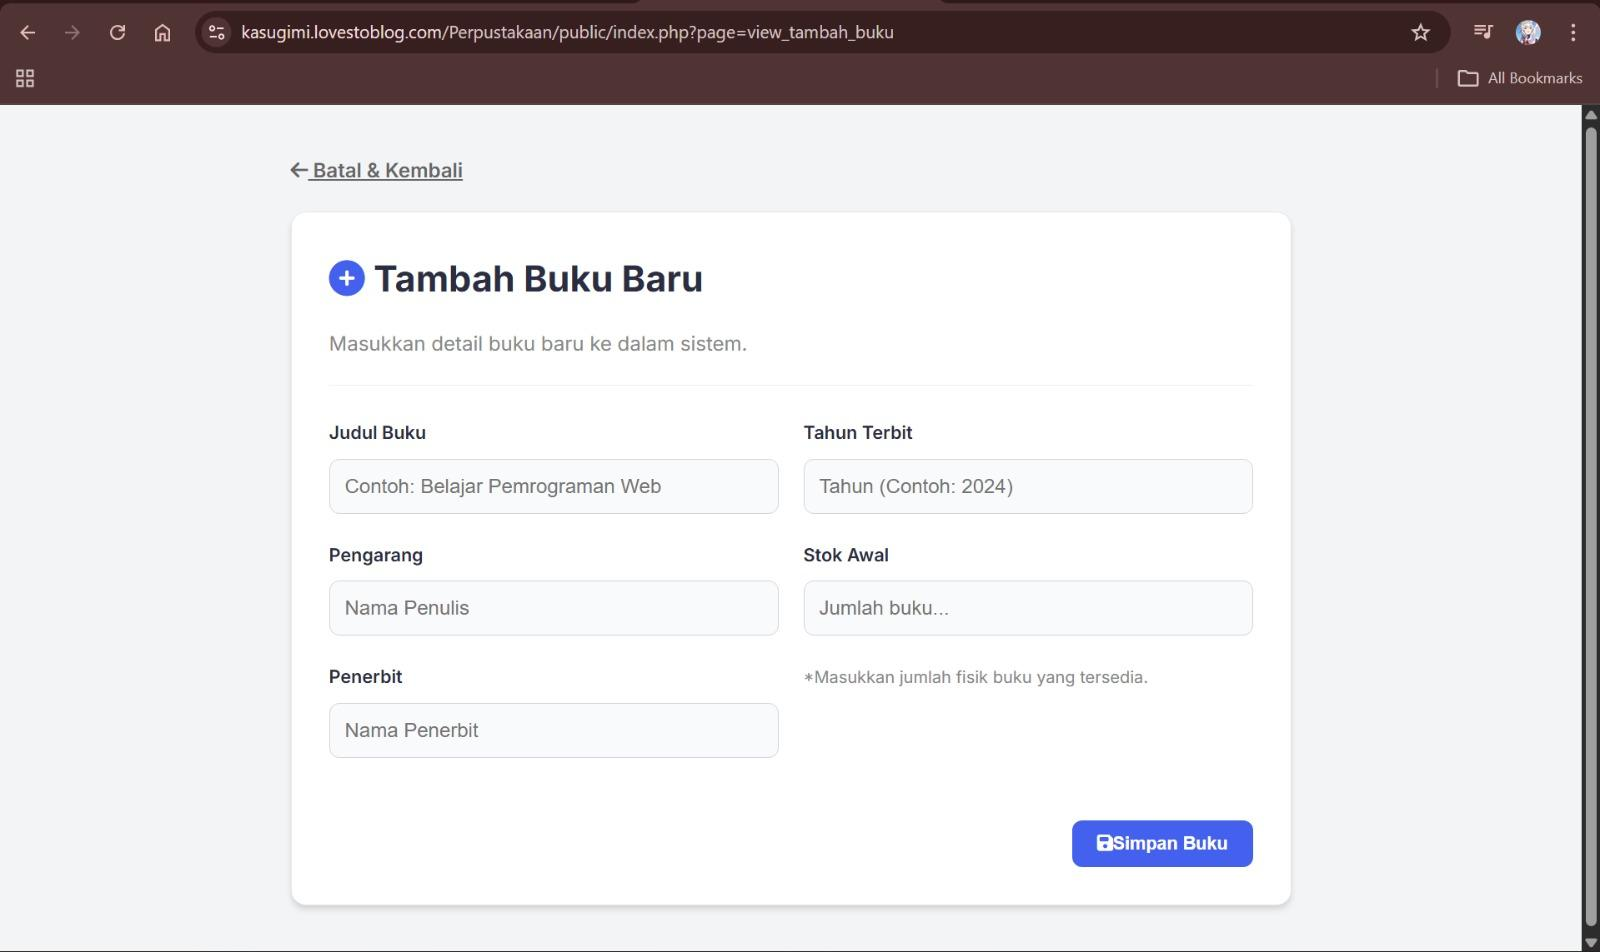 kasugimi.lovestoblog.com/Perpustakaan/public/index.php?page=view_tambah_buku
All Bookmarks
Batal & Kembali
Tambah Buku Baru
Masukkan detail buku baru ke dalam sistem.
Judul Buku
Contoh: Belajar Pemrograman Web
Tahun Terbit
Tahun (Contoh: 2024)
Pengarang
Nama Penulis
Stok Awal
Jumlah buku...
Penerbit
Nama Penerbit
*Masukkan jumlah fisik buku yang tersedia.
Simpan Buku